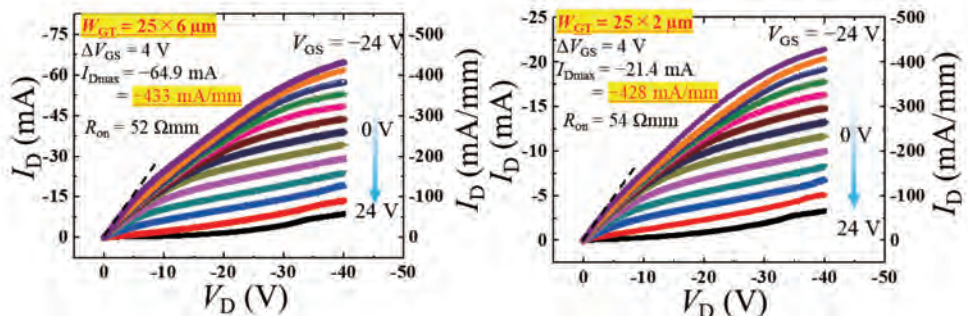 W_GT = 25×6 μm
ΔV_GS = 4 V
I_Dmax = −64.9 mA
= −433 mA/mm
R_on = 52 Ωmm
V_GS = −24 V
0 V
24 V
I_D (mA)
-75
-60
-45
-30
-15
0
-500
-400
-300
-200
-100
0
I_D (mA/mm)
0 -10 -20 -30 -40 -50
V_D (V)
W_GT = 25×2 μm
ΔV_GS = 4 V
I_Dmax = −21.4 mA
= −428 mA/mm
R_on = 54 Ωmm
V_GS = −24 V
0 V
24 V
I_D (mA)
-25
-20
-15
-10
-5
0
-500
-400
-300
-200
-100
0
I_D (mA/mm)
0 -10 -20 -30 -40 -50
V_D (V)